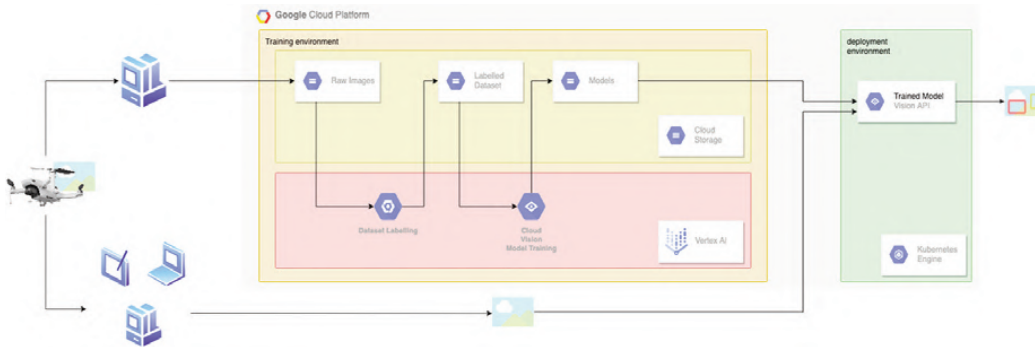 Google Cloud Platform
Training environment
deployment
environment
Raw Images
Labelled
Dataset
Models
Trained Model
Vision API
Cloud
Storage
Dataset Labelling
Cloud
Vision
Model Training
Vertex AI
Kubernetes
Engine